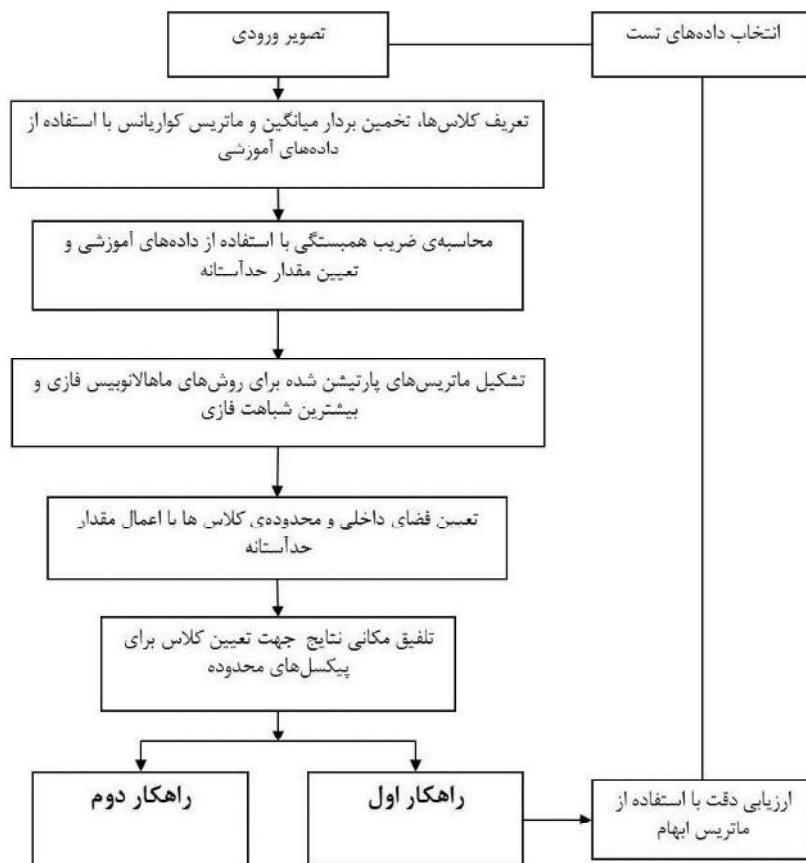 تصویر ورودی
انتخاب داده‌های تست
تعریف کلاس‌ها، تخمین بردار میانگین و ماتریس کواریانس با استفاده از
داده‌های آموزشی
محاسبه‌ی ضریب همبستگی با استفاده از داده‌های آموزشی و
تعیین مقدار حدآستانه
تشکیل ماتریس‌های پارتیشن شده برای روش‌های ماهالانوبیس فازی و
بیشترین شباهت فازی
تعیین فضای داخلی و محدوده‌ی کلاس ها با اعمال مقدار
حدآستانه
تلفیق مکانی نتایج جهت تعیین کلاس برای
پیکسل‌های محدوده
راهکار اول
راهکار دوم
ارزیابی دقت با استفاده از
ماتریس ابهام